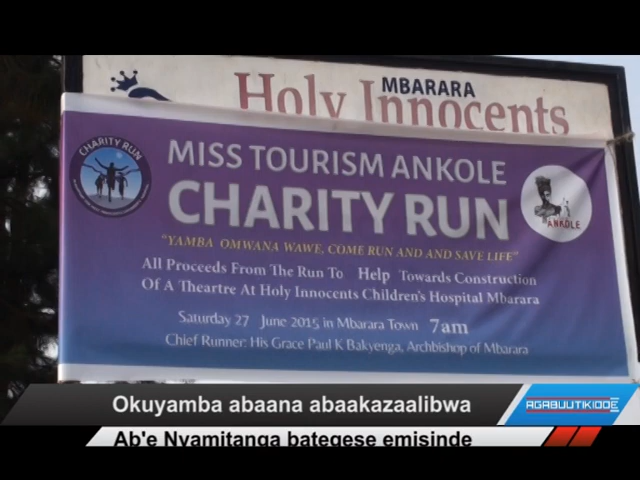 MBARARA
Holy Innocents
CHARITY RUN
MISS TOURISM ANKOLE
CHARITY RUN
ANKOLE
"YAMBA OMWANA WAWE, COME RUN AND AND SAVE LIFE"
All Proceeds From The Run To Help Towards Construction
Of A Theartre At Holy Innocents Children's Hospital Mbarara
Saturday 27 June 2015 in Mbarara Town 7am
Chief Runner: His Grace Paul K Bakyenga, Archbishop of Mbarara
Okuyamba abaana abaakazaalibwa
AGABUUTIKIDDE
Ab'e Nyamitanga bategese emisinde